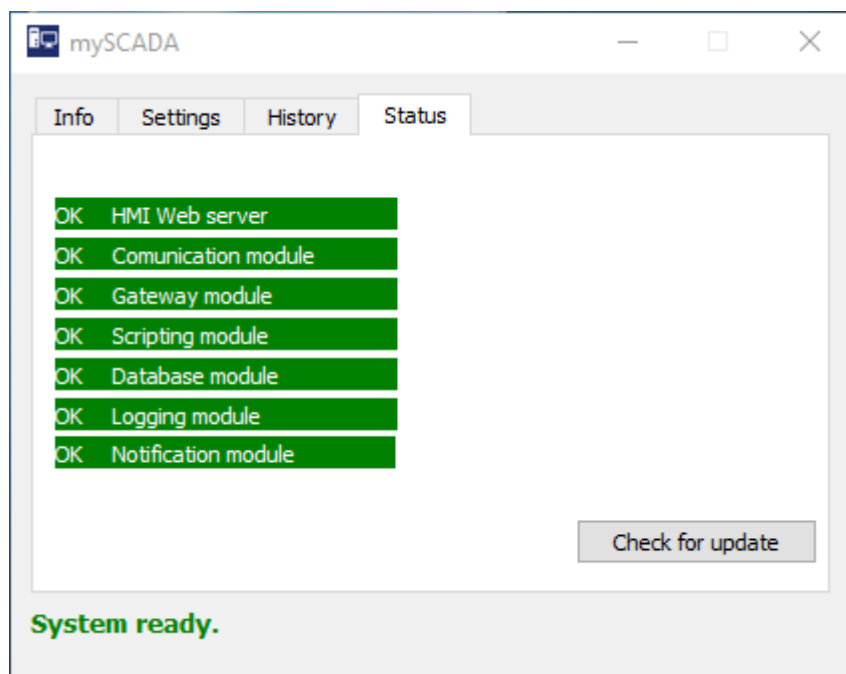 mySCADA
Info Settings History Status
OK HMI Web server
OK Comunication module
OK Gateway module
OK Scripting module
OK Database module
OK Logging module
OK Notification module
Check for update
System ready.